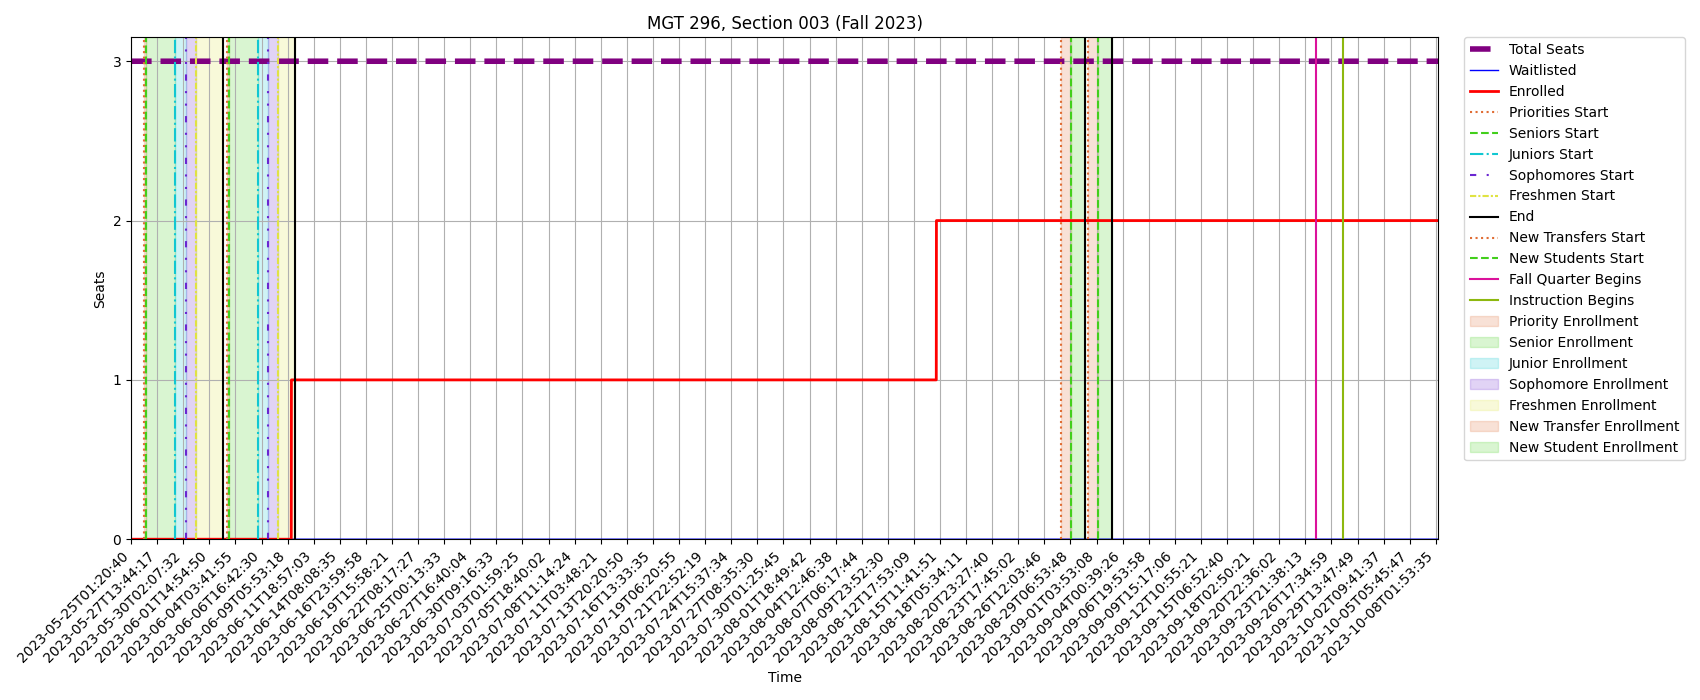 MGT 296, Section 003 (Fall 2023)
Seats
3
2
1
0
2023-05-25T01:20:40
2023-05-27T13:44:17
2023-05-30T02:07:32
2023-06-01T14:54:50
2023-06-04T03:41:55
2023-06-06T16:42:30
2023-06-09T05:53:18
2023-06-11T18:57:03
2023-06-14T08:08:35
2023-06-16T23:59:58
2023-06-19T15:58:21
2023-06-22T08:17:27
2023-06-25T00:13:33
2023-06-27T16:40:04
2023-06-30T09:16:33
2023-07-03T01:59:25
2023-07-05T18:40:02
2023-07-08T11:14:24
2023-07-11T03:48:21
2023-07-13T20:20:50
2023-07-16T13:33:35
2023-07-19T06:20:55
2023-07-21T22:52:19
2023-07-24T15:37:34
2023-07-27T08:35:30
2023-07-30T01:25:45
2023-08-01T18:49:42
2023-08-04T12:46:38
2023-08-07T06:17:44
2023-08-09T23:52:30
2023-08-12T17:53:09
2023-08-15T11:41:51
2023-08-18T05:34:11
2023-08-20T23:27:40
2023-08-23T17:45:02
2023-08-26T12:03:46
2023-08-29T06:53:48
2023-09-01T03:53:08
2023-09-04T00:39:26
2023-09-06T19:53:58
2023-09-09T15:17:06
2023-09-12T10:55:21
2023-09-15T06:52:40
2023-09-18T02:50:21
2023-09-20T22:36:02
2023-09-23T21:38:13
2023-09-26T17:34:59
2023-09-29T13:47:49
2023-10-02T09:41:37
2023-10-05T05:45:47
2023-10-08T01:53:35
Time
Total Seats
Waitlisted
Enrolled
Priorities Start
Seniors Start
Juniors Start
Sophomores Start
Freshmen Start
End
New Transfers Start
New Students Start
Fall Quarter Begins
Instruction Begins
Priority Enrollment
Senior Enrollment
Junior Enrollment
Sophomore Enrollment
Freshmen Enrollment
New Transfer Enrollment
New Student Enrollment